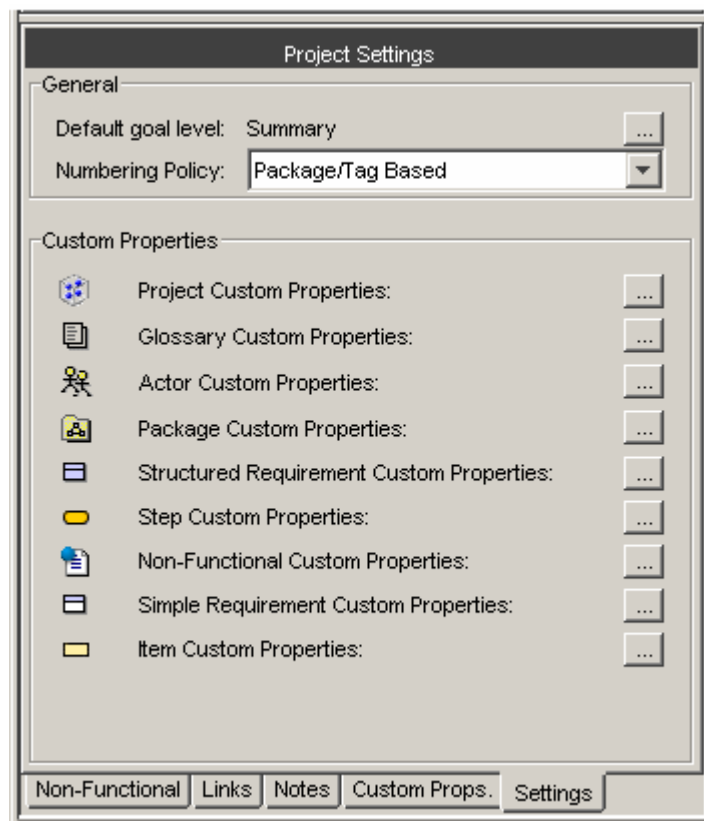 Project Settings
General
Default goal level: Summary ...
Numbering Policy: Package/Tag Based
Custom Properties
Project Custom Properties: ...
Glossary Custom Properties: ...
Actor Custom Properties: ...
Package Custom Properties: ...
Structured Requirement Custom Properties: ...
Step Custom Properties: ...
Non-Functional Custom Properties: ...
Simple Requirement Custom Properties: ...
Item Custom Properties: ...
Non-Functional Links Notes Custom Props. Settings